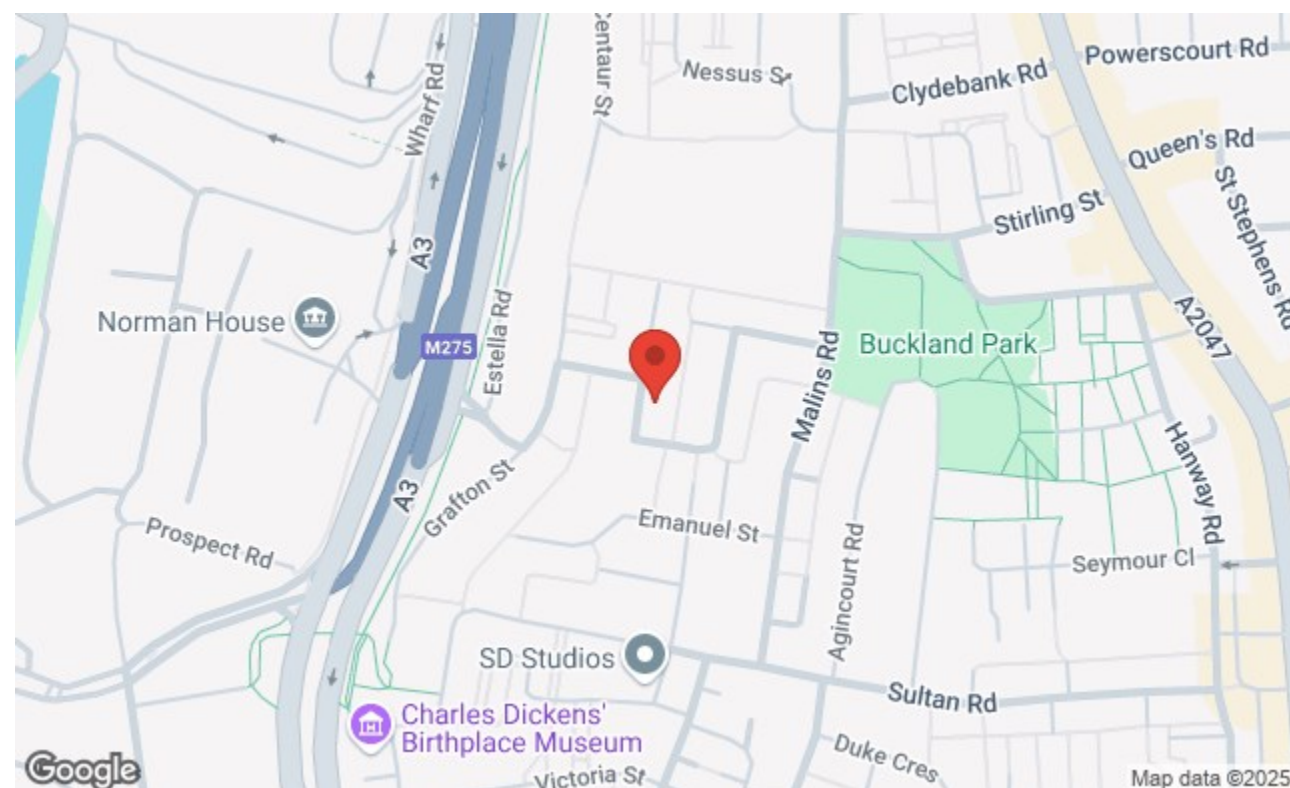 Centaur St
Nessus S
Clydebank Rd
Powerscourt Rd
Wharf Rd
Queen's Rd
Stirling St
St Stephens Rd
A3
Norman House
M275
Estella Rd
Buckland Park
A2047
Malins Rd
Hanway Rd
A3
Grafton St
Prospect Rd
Emanuel St
Agincourt Rd
Seymour Cl
SD Studios
Sultan Rd
Charles Dickens'
Birthplace Museum
Duke Cres
Victoria St
Google
Map data ©2025